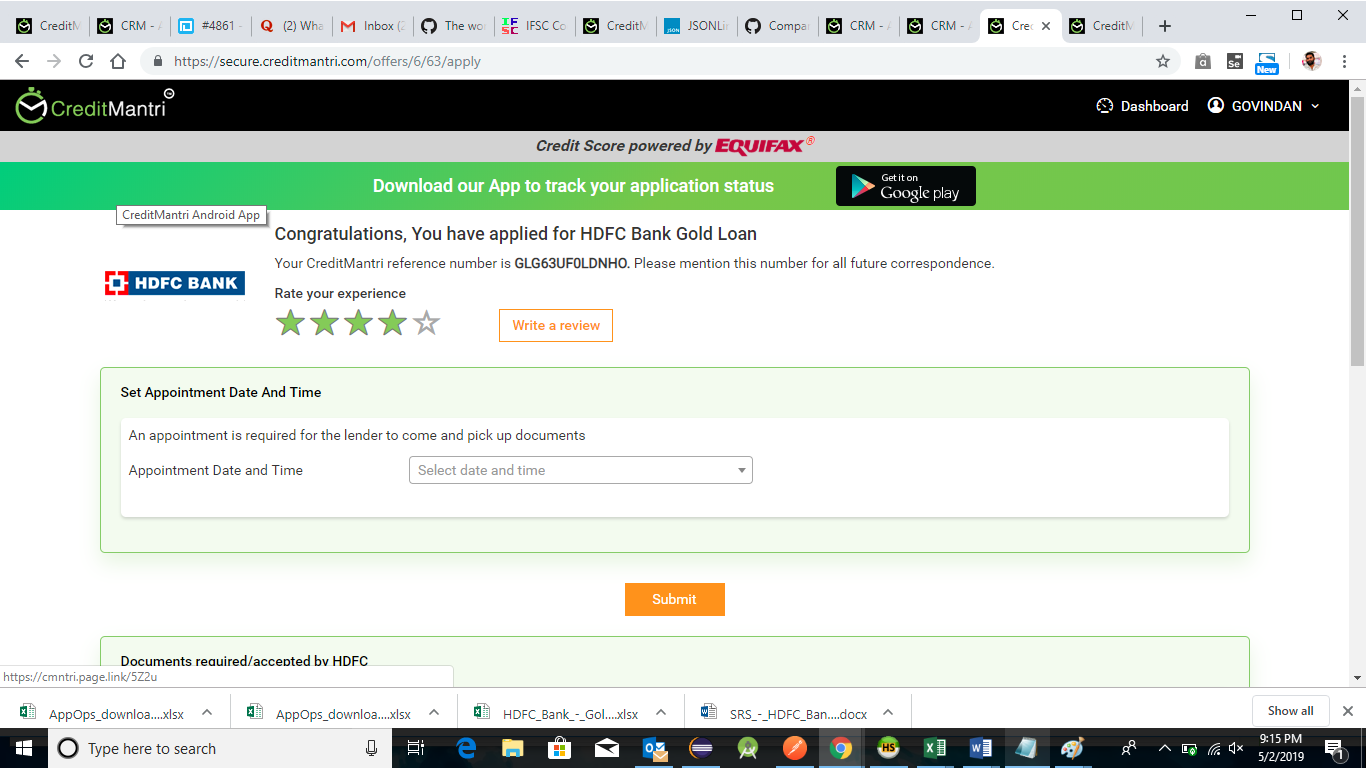 CreditM
CRM - A
#4861 -
(2) Wha
Inbox (2
The wor
IFSC Co
CreditM
JSONLin
Compar
CRM - A
CRM - A
Cre
CreditM
https://secure.creditmantri.com/offers/6/63/apply
Se
New
CreditMantri
Dashboard
GOVINDAN
Credit Score powered by EQUIFAX®
Download our App to track your application status
Get it on
Google play
CreditMantri Android App
HDFC BANK
Congratulations, You have applied for HDFC Bank Gold Loan
Your CreditMantri reference number is GLG63UF0LDNHO. Please mention this number for all future correspondence.
Rate your experience
Write a review
Set Appointment Date And Time
An appointment is required for the lender to come and pick up documents
Appointment Date and Time
Select date and time
Submit
Documents required/accepted by HDFC
https://cmntri.page.link/5Z2u
AppOps_downloa....xlsx
AppOps_downloa....xlsx
HDFC_Bank_-_Gol....xlsx
SRS_-_HDFC_Ban....docx
Show all
Type here to search
HS
9:15 PM
5/2/2019
1